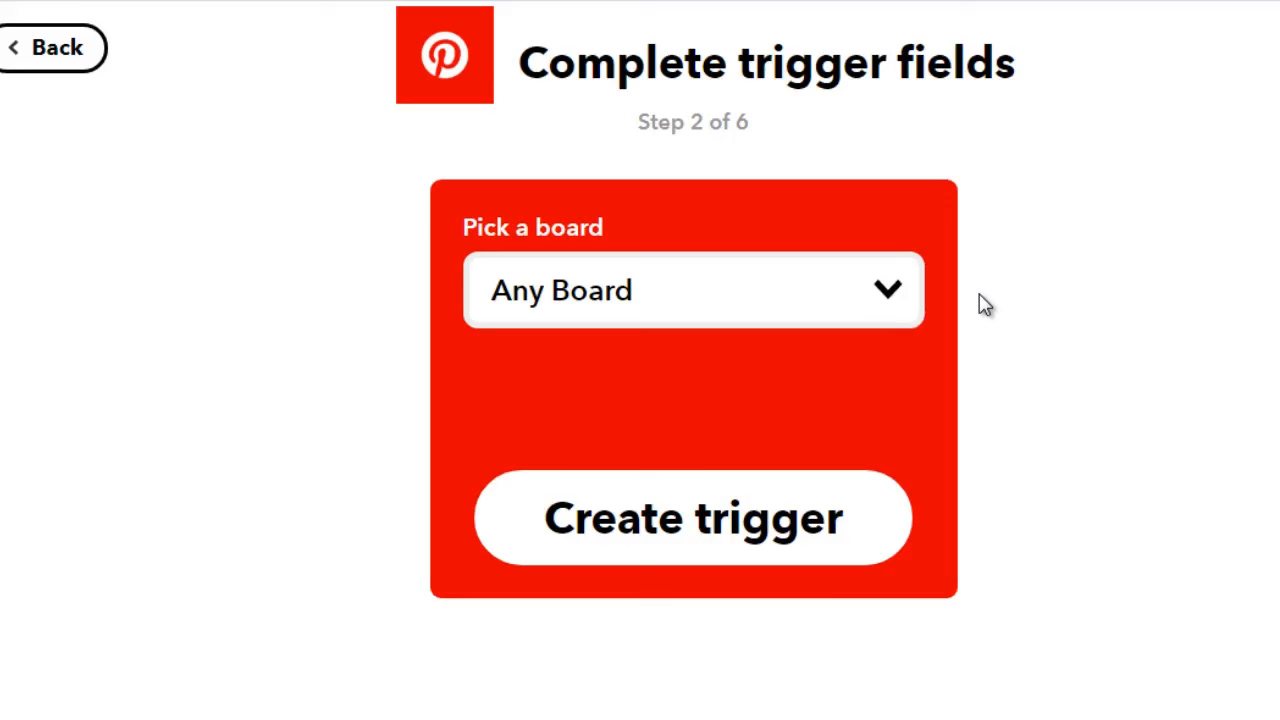 Back
Complete trigger fields
Step 2 of 6
Pick a board
Any Board
Create trigger